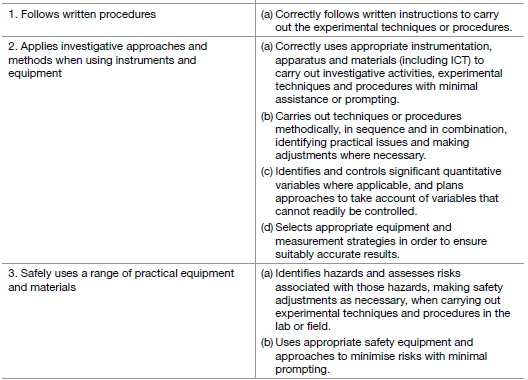 1. Follows written procedures
(a) Correctly follows written instructions to carry
out the experimental techniques or procedures.
2. Applies investigative approaches and
methods when using instruments and
equipment
(a) Correctly uses appropriate instrumentation,
apparatus and materials (including ICT) to
carry out investigative activities, experimental
techniques and procedures with minimal
assistance or prompting.
(b) Carries out techniques or procedures
methodically, in sequence and in combination,
identifying practical issues and making
adjustments where necessary.
(c) Identifies and controls significant quantitative
variables where applicable, and plans
approaches to take account of variables that
cannot readily be controlled.
(d) Selects appropriate equipment and
measurement strategies in order to ensure
suitably accurate results.
3. Safely uses a range of practical equipment
and materials
(a) Identifies hazards and assesses risks
associated with those hazards, making safety
adjustments as necessary, when carrying out
experimental techniques and procedures in the
lab or field.
(b) Uses appropriate safety equipment and
approaches to minimise risks with minimal
prompting.